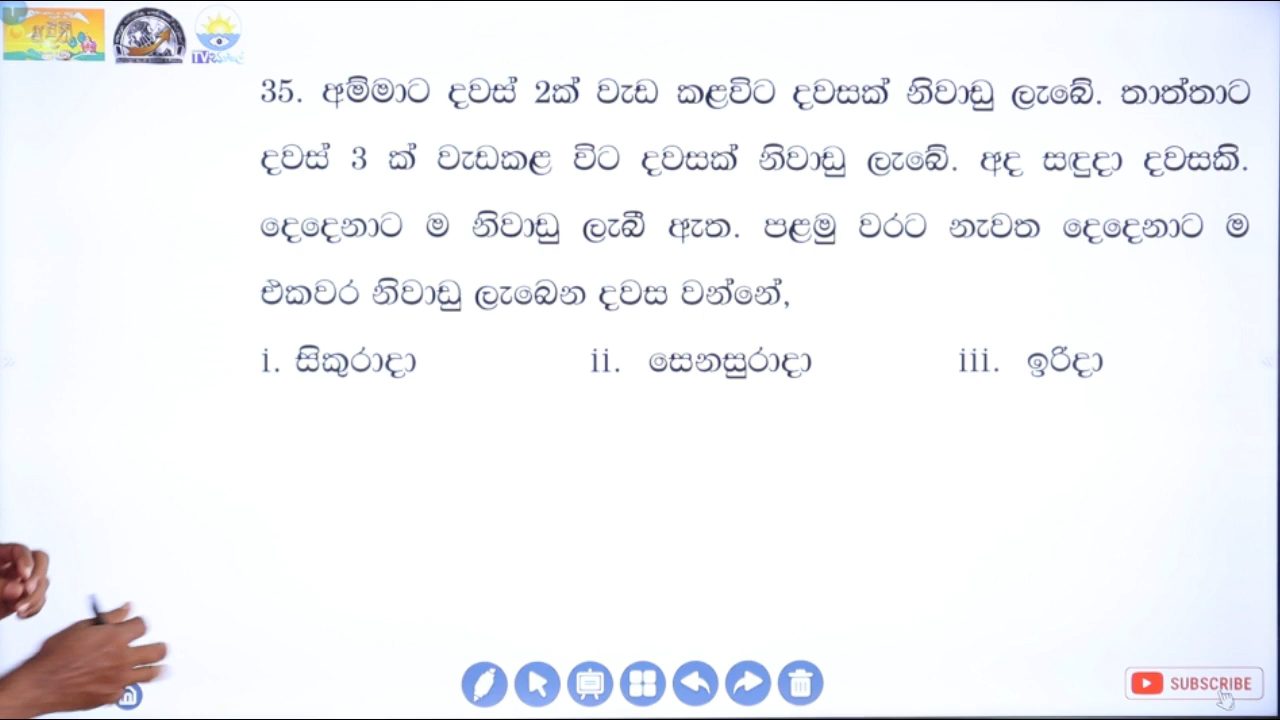 35. අම්මාට දවස් 2ක් වැඩ කළවිට දවසක් නිවාඩු ලැබේ. තාත්තාට
දවස් 3 ක් වැඩකළ විට දවසක් නිවාඩු ලැබේ. අද සඳුදා දවසකි.
දෙදෙනාට ම නිවාඩු ලැබී ඇත. පළමු වරට නැවත දෙදෙනාට ම
එකවර නිවාඩු ලැබෙන දවස වන්නේ,
i. සිකුරාදා ii. සෙනසුරාදා iii. ඉරිදා
SUBSCRIBE